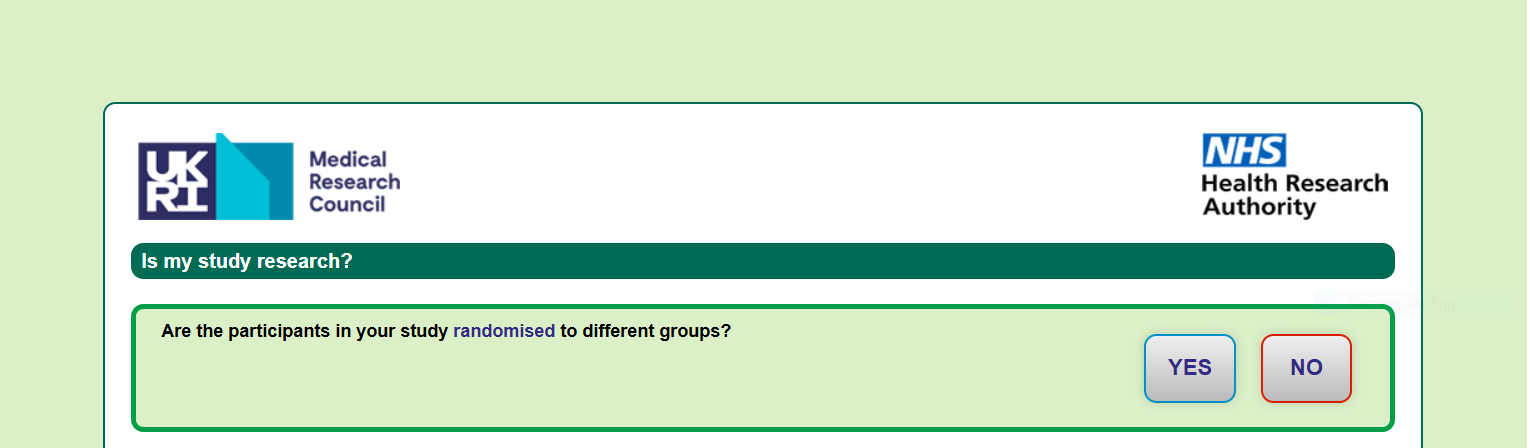 UK
RI
Medical
Research
Council
NHS
Health Research
Authority
Is my study research?
Are the participants in your study randomised to different groups?
YES
NO